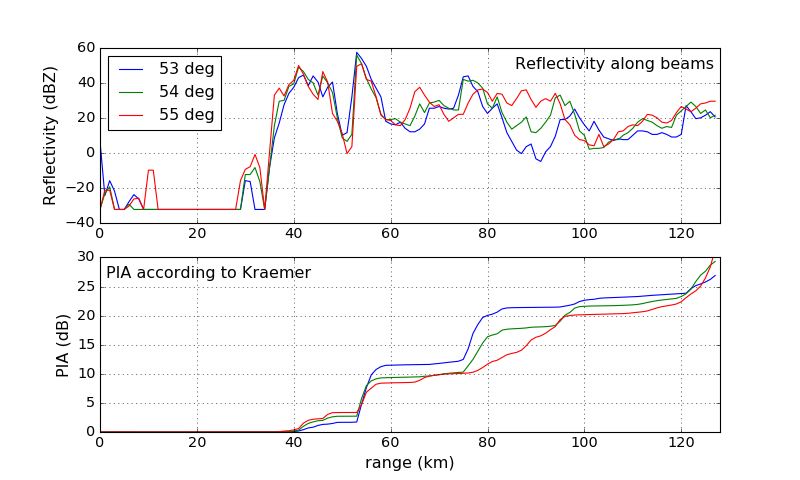 60
40
20
0
−20
−40
Reflectivity (dBZ)
53 deg
54 deg
55 deg
Reflectivity along beams
0 20 40 60 80 100 120
30
25
20
15
10
5
0
PIA (dB)
PIA according to Kraemer
0 20 40 60 80 100 120
range (km)